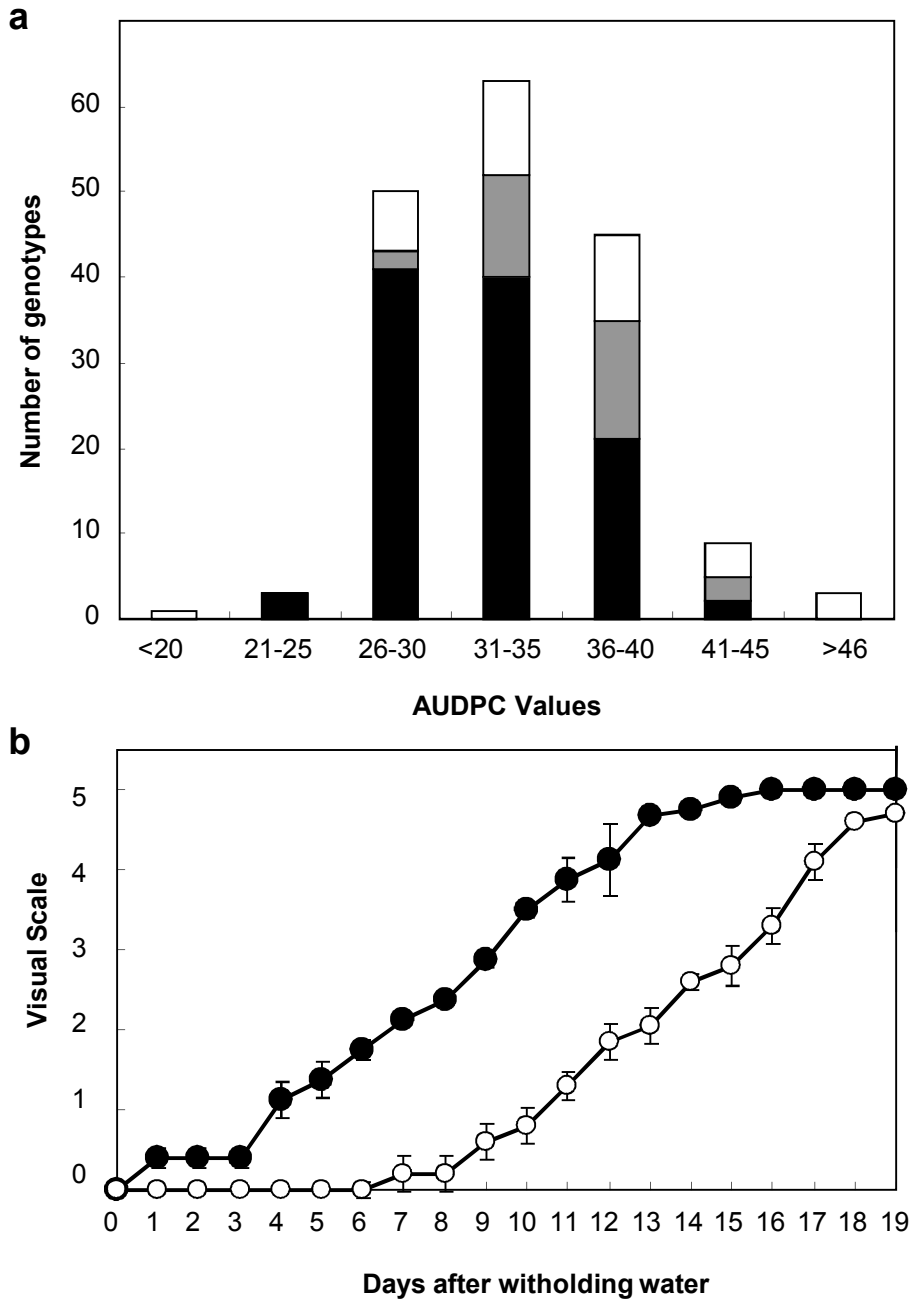 a
60
50
40
30
20
10
0
Number of genotypes
<20 21-25 26-30 31-35 36-40 41-45 >46
AUDPC Values
b
5
4
3
2
1
0
Visual Scale
0 1 2 3 4 5 6 7 8 9 10 11 12 13 14 15 16 17 18 19
Days after witholding water